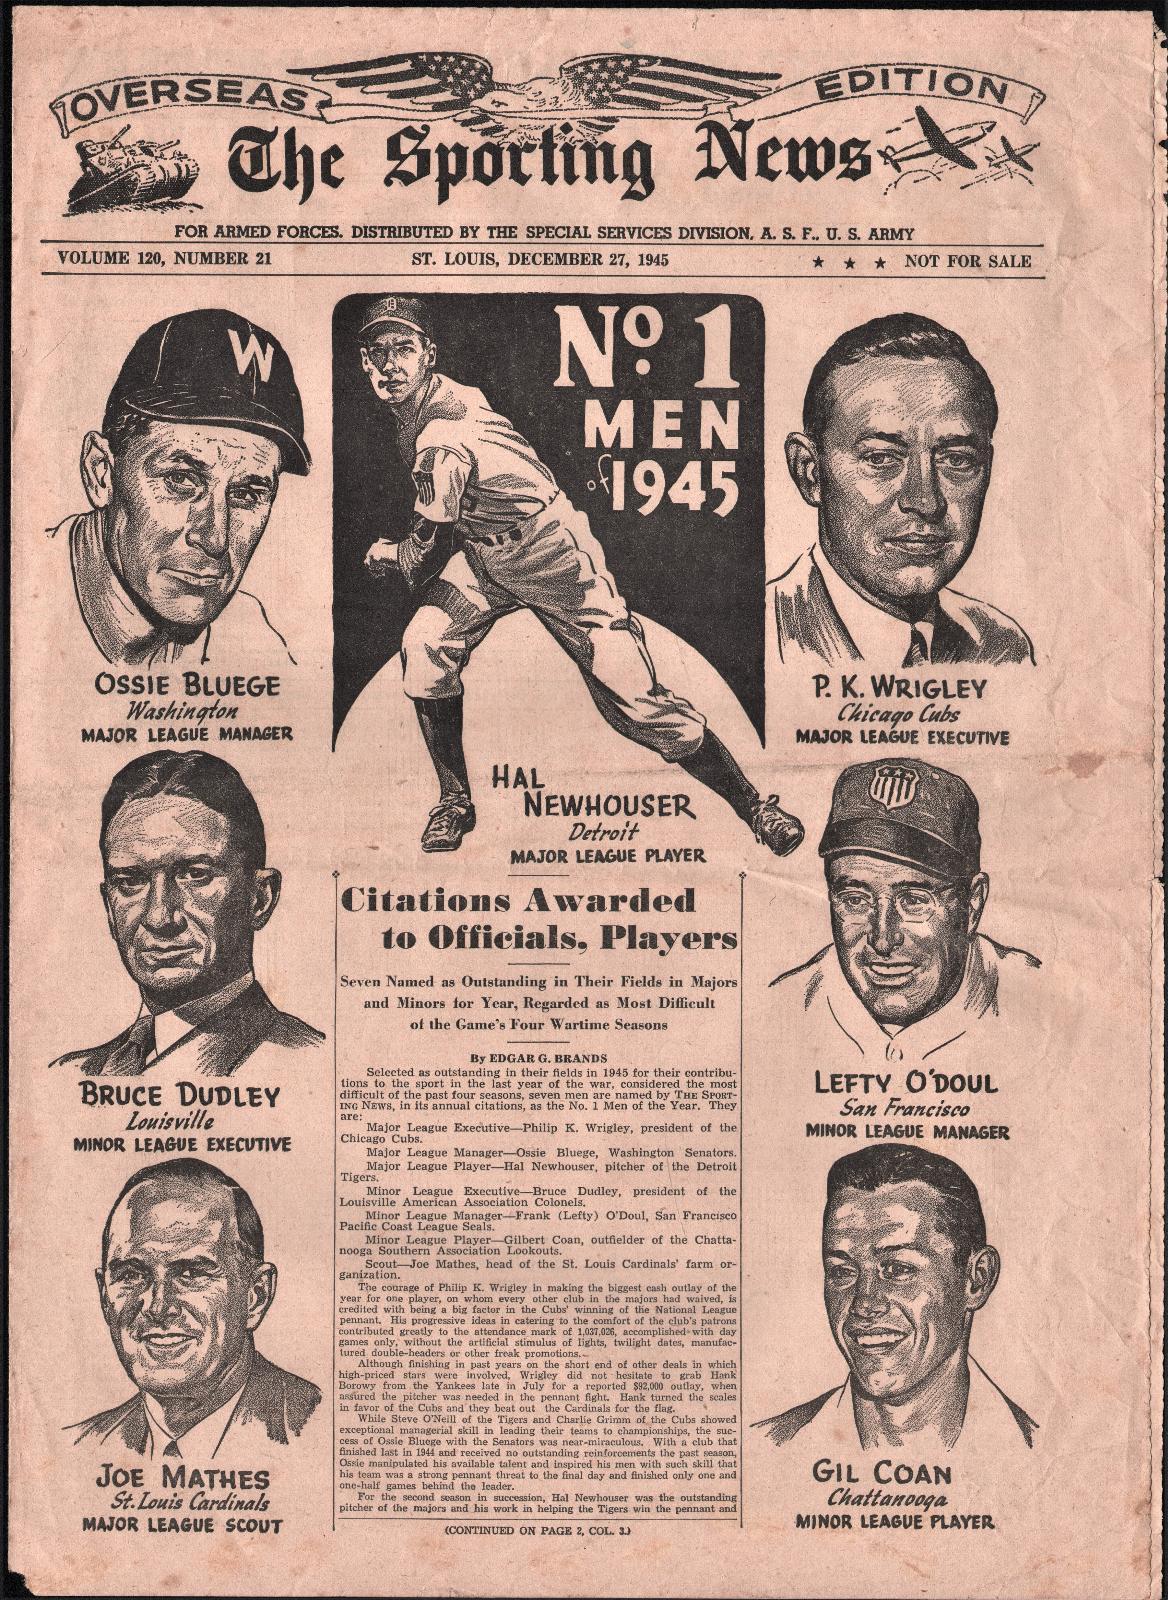 OVERSEAS EDITION
The Sporting News
FOR ARMED FORCES. DISTRIBUTED BY THE SPECIAL SERVICES DIVISION, A. S. F., U. S. ARMY
VOLUME 120, NUMBER 21 ST. LOUIS, DECEMBER 27, 1945 ★ ★ ★ NOT FOR SALE
W
D
No. 1
MEN
of 1945
OSSIE BLUEGE
Washington
MAJOR LEAGUE MANAGER
P. K. WRIGLEY
Chicago Cubs
MAJOR LEAGUE EXECUTIVE
HAL
NEWHOUSER
Detroit
MAJOR LEAGUE PLAYER
BRUCE DUDLEY
Louisville
MINOR LEAGUE EXECUTIVE
LEFTY O'DOUL
San Francisco
MINOR LEAGUE MANAGER
JOE MATHES
St. Louis Cardinals
MAJOR LEAGUE SCOUT
GIL COAN
Chattanooga
MINOR LEAGUE PLAYER
Citations Awarded
to Officials, Players
Seven Named as Outstanding in Their Fields in Majors
and Minors for Year, Regarded as Most Difficult
of the Game's Four Wartime Seasons
By EDGAR G. BRANDS
Selected as outstanding in their fields in 1945 for their contribu-
tions to the sport in the last year of the war, considered the most
difficult of the past four seasons, seven men are named by THE SPORT-
ING NEWS, in its annual citations, as the No. 1 Men of the Year. They
are:
Major League Executive—Philip K. Wrigley, president of the
Chicago Cubs.
Major League Manager—Ossie Bluege, Washington Senators.
Major League Player—Hal Newhouser, pitcher of the Detroit
Tigers.
Minor League Executive—Bruce Dudley, president of the
Louisville American Association Colonels.
Minor League Manager—Frank (Lefty) O'Doul, San Francisco
Pacific Coast League Seals.
Minor League Player—Gilbert Coan, outfielder of the Chatta-
nooga Southern Association Lookouts.
Scout—Joe Mathes, head of the St. Louis Cardinals' farm or-
ganization.
The courage of Philip K. Wrigley in making the biggest cash outlay of the
year for one player, on whom every other club in the majors had waived, is
credited with being a big factor in the Cubs' winning of the National League
pennant. His progressive ideas in catering to the comfort of the club's patrons
contributed greatly to the attendance mark of 1,037,026, accomplished with day
games only, without the artificial stimulus of lights, twilight dates, manufac-
tured double-headers or other freak promotions.
Although finishing in past years on the short end of other deals in which
high-priced stars were involved, Wrigley did not hesitate to grab Hank
Borowy from the Yankees late in July for a reported $92,000 outlay, when
assured the pitcher was needed in the pennant fight. Hank turned the scales
in favor of the Cubs and they beat out the Cardinals for the flag.
While Steve O'Neill of the Tigers and Charlie Grimm of the Cubs showed
exceptional managerial skill in leading their teams to championships, the suc-
cess of Ossie Bluege with the Senators was near-miraculous. With a club that
finished last in 1944 and received no outstanding reinforcements the past season,
Ossie manipulated his available talent and inspired his men with such skill that
his team was a strong pennant threat to the final day and finished only one and
one-half games behind the leader.
For the second season in succession, Hal Newhouser was the outstanding
pitcher of the majors and his work in helping the Tigers win the pennant and
(CONTINUED ON PAGE 2, COL. 3.)